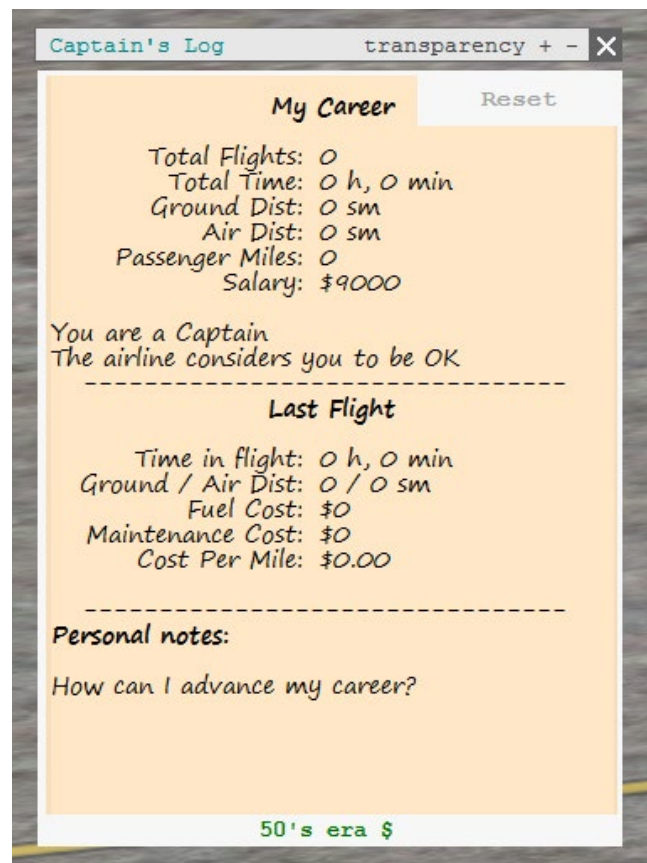 Captain's Log transparency + - X
My Career Reset
Total Flights: 0
Total Time: 0 h, 0 min
Ground Dist: 0 sm
Air Dist: 0 sm
Passenger Miles: 0
Salary: $9000
You are a Captain
The airline considers you to be OK
--------------------------------
Last Flight
Time in flight: 0 h, 0 min
Ground / Air Dist: 0 / 0 sm
Fuel Cost: $0
Maintenance Cost: $0
Cost Per Mile: $0.00
--------------------------------
Personal notes:
How can I advance my career?
50's era $